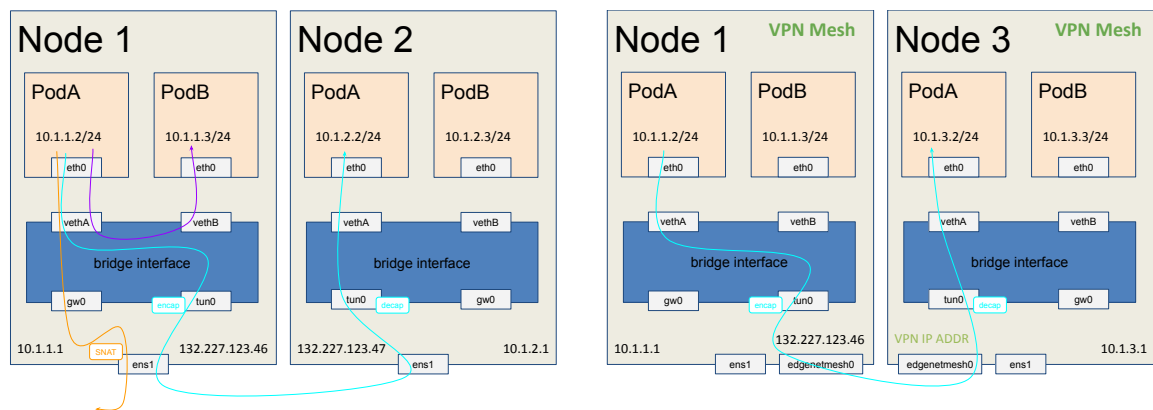 Node 1
PodA
PodB
10.1.1.2/24
10.1.1.3/24
eth0
eth0
vethA
vethB
bridge interface
gw0
encap
tun0
10.1.1.1
SNAT
132.227.123.46
ens1
Node 2
PodA
PodB
10.1.2.2/24
10.1.2.3/24
eth0
eth0
vethA
vethB
bridge interface
tun0
decap
gw0
132.227.123.47
10.1.2.1
ens1
Node 1
VPN Mesh
PodA
PodB
10.1.1.2/24
10.1.1.3/24
eth0
eth0
vethA
vethB
bridge interface
gw0
encap
tun0
132.227.123.46
10.1.1.1
ens1
edgenetmesh0
Node 3
VPN Mesh
PodA
PodB
10.1.3.2/24
10.1.3.3/24
eth0
eth0
vethA
vethB
bridge interface
tun0
decap
gw0
VPN IP ADDR
10.1.3.1
edgenetmesh0
ens1